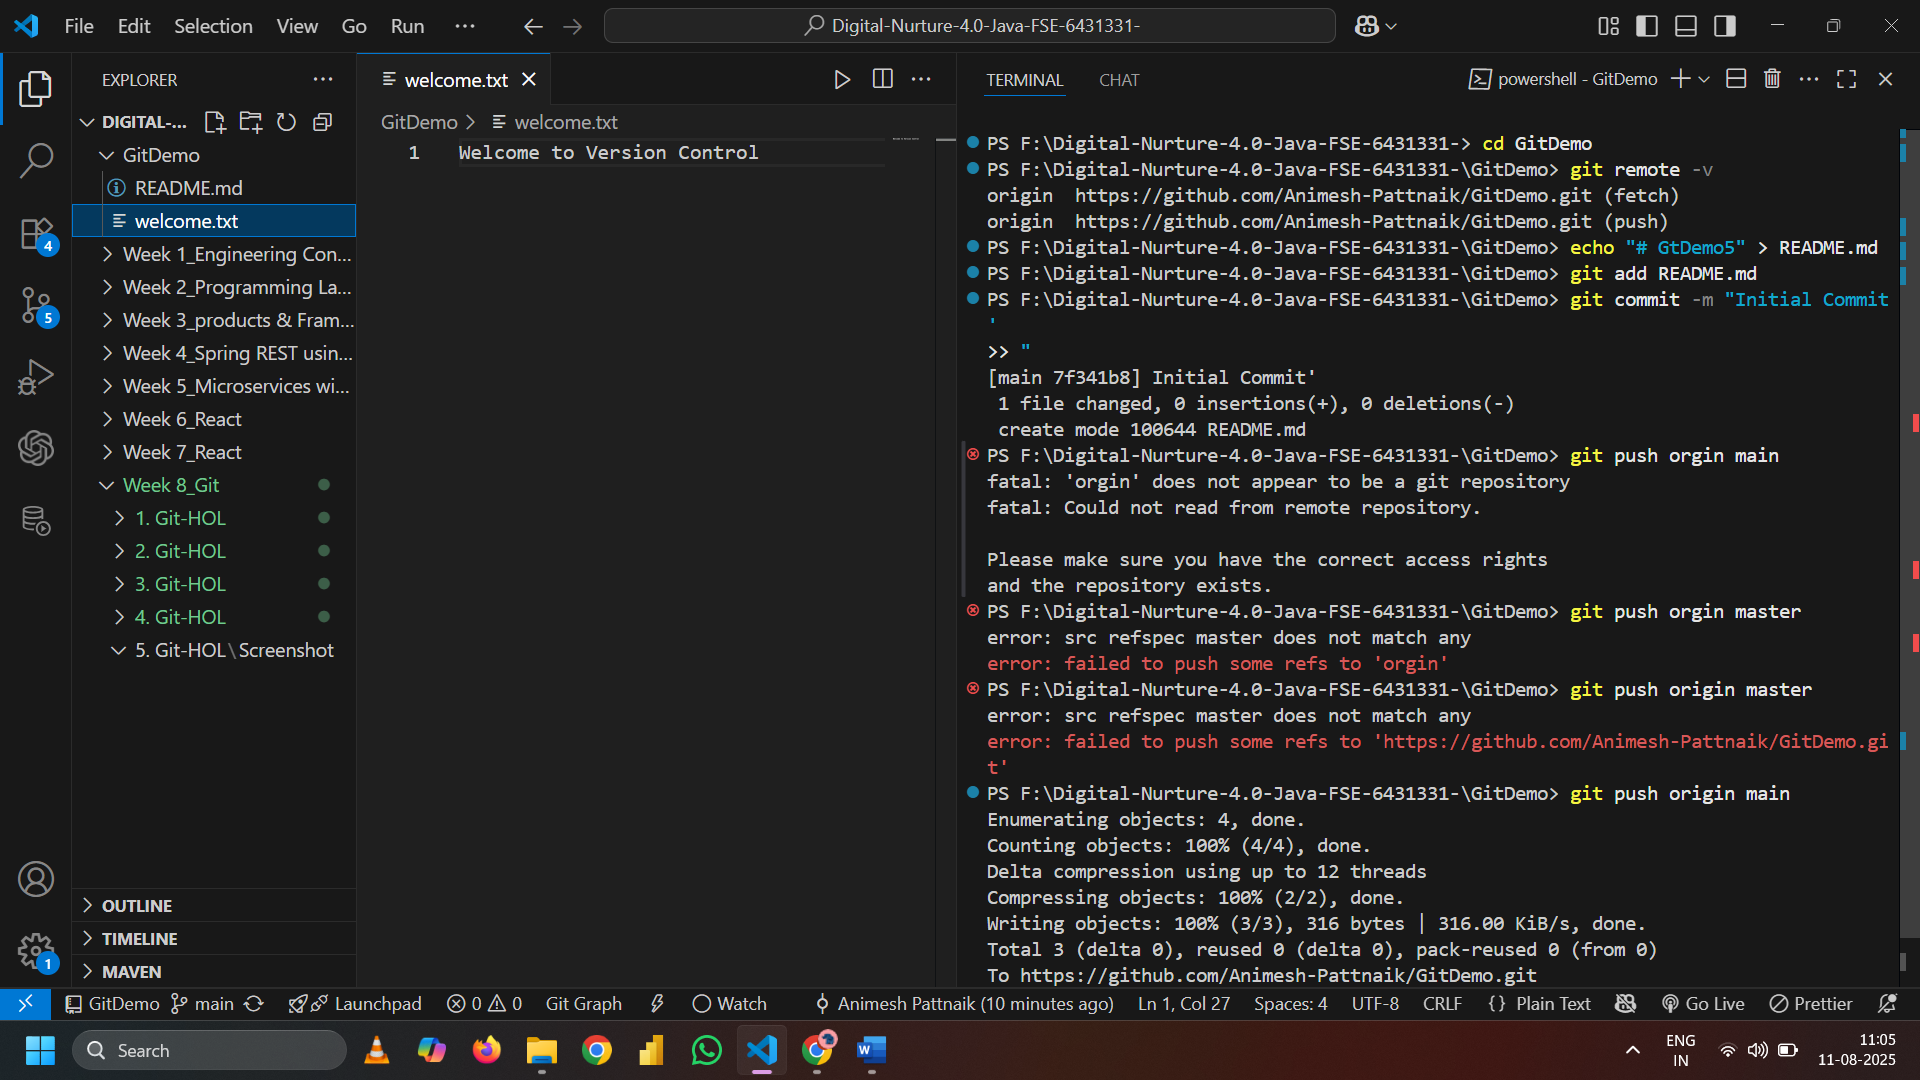 File Edit Selection View Go Run ··· Digital-Nurture-4.0-Java-FSE-6431331-
EXPLORER
DIGITAL-...
GitDemo
README.md
welcome.txt
Week 1_Engineering Con...
Week 2_Programming La...
Week 3_products & Fram...
Week 4_Spring REST usin...
Week 5_Microservices wi...
Week 6_React
Week 7_React
Week 8_Git
1. Git-HOL
2. Git-HOL
3. Git-HOL
4. Git-HOL
5. Git-HOL\Screenshot
OUTLINE
TIMELINE
MAVEN
4
5
1
welcome.txt
GitDemo > welcome.txt
1 Welcome to Version Control
TERMINAL CHAT powershell - GitDemo
PS F:\Digital-Nurture-4.0-Java-FSE-6431331-> cd GitDemo
PS F:\Digital-Nurture-4.0-Java-FSE-6431331-\GitDemo> git remote -v
origin https://github.com/Animesh-Pattnaik/GitDemo.git (fetch)
origin https://github.com/Animesh-Pattnaik/GitDemo.git (push)
PS F:\Digital-Nurture-4.0-Java-FSE-6431331-\GitDemo> echo "# GtDemo5" > README.md
PS F:\Digital-Nurture-4.0-Java-FSE-6431331-\GitDemo> git add README.md
PS F:\Digital-Nurture-4.0-Java-FSE-6431331-\GitDemo> git commit -m "Initial Commit
'
>> "
[main 7f341b8] Initial Commit'
1 file changed, 0 insertions(+), 0 deletions(-)
create mode 100644 README.md
PS F:\Digital-Nurture-4.0-Java-FSE-6431331-\GitDemo> git push orgin main
fatal: 'orgin' does not appear to be a git repository
fatal: Could not read from remote repository.
Please make sure you have the correct access rights
and the repository exists.
PS F:\Digital-Nurture-4.0-Java-FSE-6431331-\GitDemo> git push orgin master
error: src refspec master does not match any
error: failed to push some refs to 'orgin'
PS F:\Digital-Nurture-4.0-Java-FSE-6431331-\GitDemo> git push origin master
error: src refspec master does not match any
error: failed to push some refs to 'https://github.com/Animesh-Pattnaik/GitDemo.gi
t'
PS F:\Digital-Nurture-4.0-Java-FSE-6431331-\GitDemo> git push origin main
Enumerating objects: 4, done.
Counting objects: 100% (4/4), done.
Delta compression using up to 12 threads
Compressing objects: 100% (2/2), done.
Writing objects: 100% (3/3), 316 bytes | 316.00 KiB/s, done.
Total 3 (delta 0), reused 0 (delta 0), pack-reused 0 (from 0)
To https://github.com/Animesh-Pattnaik/GitDemo.git
GitDemo main Launchpad 0 0 Git Graph Watch Animesh Pattnaik (10 minutes ago) Ln 1, Col 27 Spaces: 4 UTF-8 CRLF {} Plain Text Go Live Prettier
Search
ENG
IN
11:05
11-08-2025